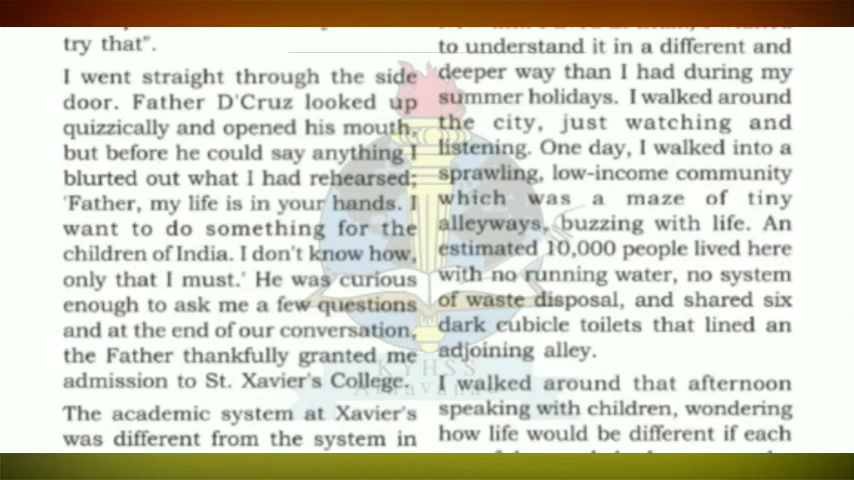 try that".
I went straight through the side
door. Father D'Cruz looked up
quizzically and opened his mouth,
but before he could say anything I
blurted out what I had rehearsed;
'Father, my life is in your hands. I
want to do something for the
children of India. I don't know how,
only that I must.' He was curious
enough to ask me a few questions
and at the end of our conversation,
the Father thankfully granted me
admission to St. Xavier's College.
The academic system at Xavier's
was different from the system in
to understand it in a different and
deeper way than I had during my
summer holidays. I walked around
the city, just watching and
listening. One day, I walked into a
sprawling, low-income community
which was a maze of tiny
alleyways, buzzing with life. An
estimated 10,000 people lived here
with no running water, no system
of waste disposal, and shared six
dark cubicle toilets that lined an
adjoining alley.
I walked around that afternoon
speaking with children, wondering
how life would be different if each
KYHSS